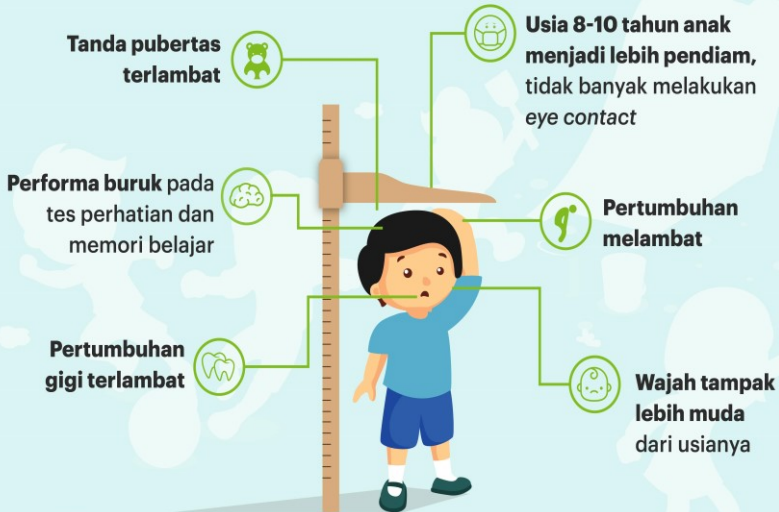 Tanda pubertas
terlambat
Usia 8-10 tahun anak
menjadi lebih pendiam,
tidak banyak melakukan
eye contact
Performa buruk pada
tes perhatian dan
memori belajar
Pertumbuhan
melambat
Pertumbuhan
gigi terlambat
Wajah tampak
lebih muda
dari usianya